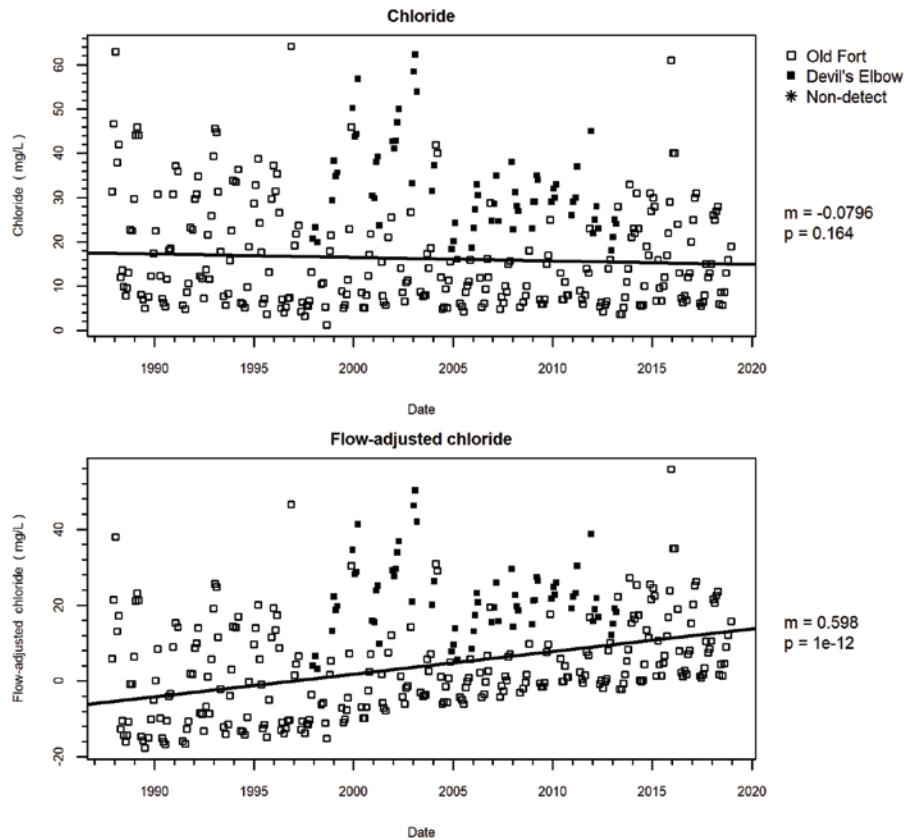 Chloride
Chloride ( mg/L )
60
50
40
30
20
10
0
1990
1995
2000
2005
2010
2015
2020
Date
Old Fort
Devil's Elbow
Non-detect
m = -0.0796
p = 0.164
Flow-adjusted chloride
Flow-adjusted chloride ( mg/L )
40
20
0
-20
1990
1995
2000
2005
2010
2015
2020
Date
m = 0.598
p = 1e-12